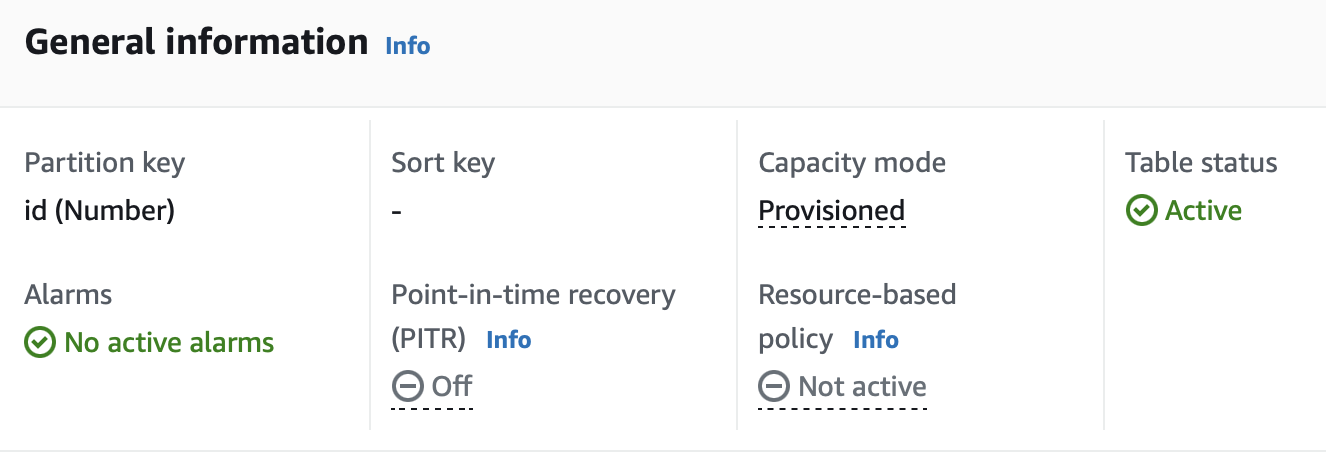 General information Info
Partition key
id (Number)
Sort key
-
Capacity mode
Provisioned
Table status
Active
Alarms
No active alarms
Point-in-time recovery
(PITR) Info
Off
Resource-based
policy Info
Not active